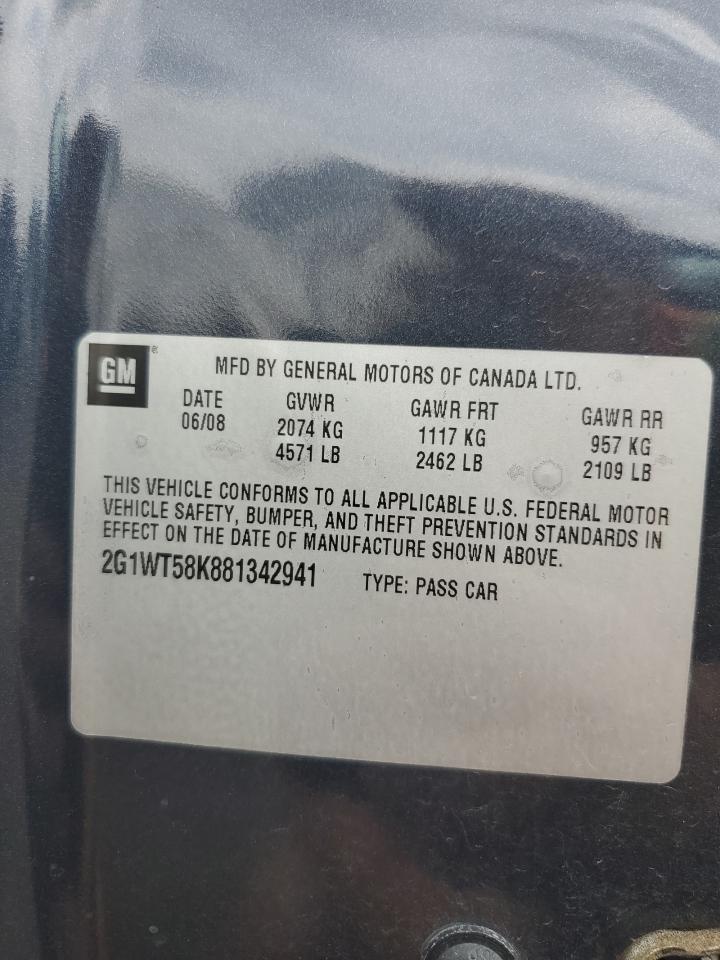 GM®
MFD BY GENERAL MOTORS OF CANADA LTD.
DATE GVWR GAWR FRT GAWR RR
06/08 2074 KG 1117 KG 957 KG
4571 LB 2462 LB 2109 LB
THIS VEHICLE CONFORMS TO ALL APPLICABLE U.S. FEDERAL MOTOR
VEHICLE SAFETY, BUMPER, AND THEFT PREVENTION STANDARDS IN
EFFECT ON THE DATE OF MANUFACTURE SHOWN ABOVE.
2G1WT58K881342941 TYPE: PASS CAR